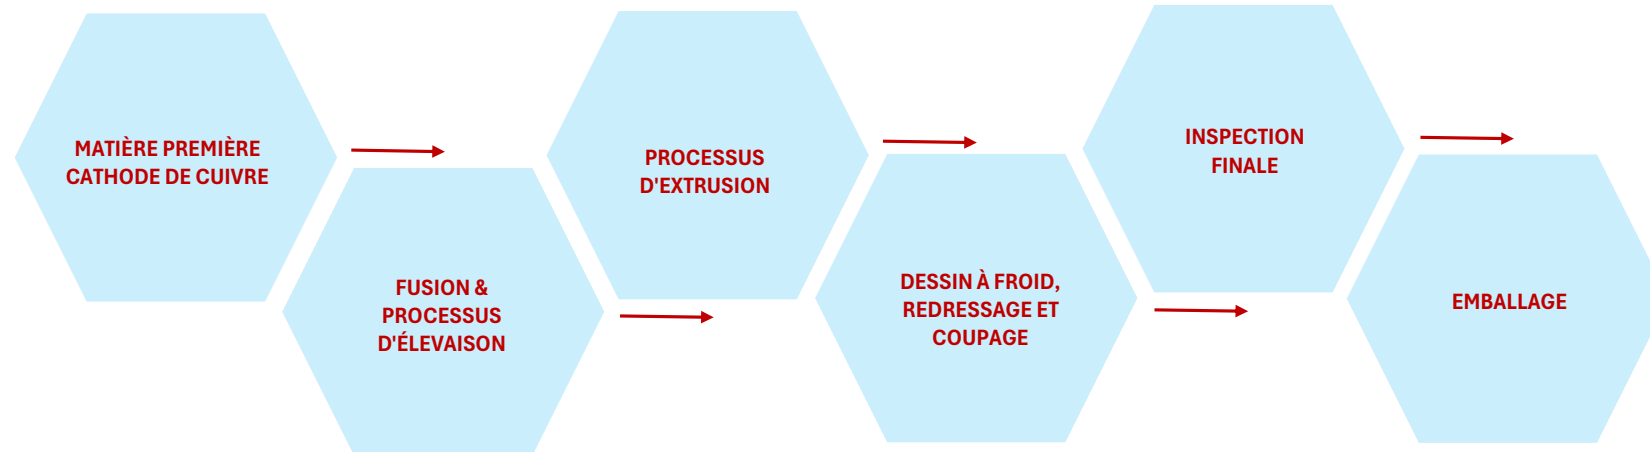 MATIÈRE PREMIÈRE
CATHODE DE CUIVRE
FUSION &
PROCESSUS
D'ÉLEVAISON
PROCESSUS
D'EXTRUSION
DESSIN À FROID,
REDRESSAGE ET
COUPAGE
INSPECTION
FINALE
EMBALLAGE